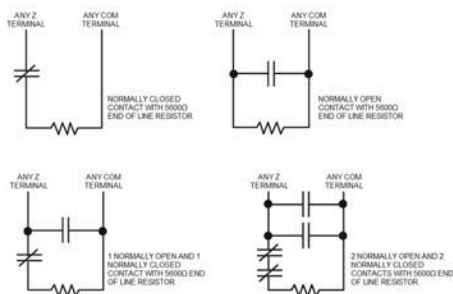 ANY Z
TERMINAL
ANY COM
TERMINAL
NORMALLY CLOSED
CONTACT WITH 5600Ω
END OF LINE RESISTOR
ANY Z
TERMINAL
ANY COM
TERMINAL
NORMALLY OPEN
CONTACT WITH 5600Ω
END OF LINE RESISTOR
ANY Z
TERMINAL
ANY COM
TERMINAL
1 NORMALLY OPEN AND 1
NORMALLY CLOSED
CONTACT WITH 5600Ω END
OF LINE RESISTOR
ANY Z
TERMINAL
ANY COM
TERMINAL
2 NORMALLY OPEN AND 2
NORMALLY CLOSED
CONTACTS WITH 5600Ω END
OF LINE RESISTOR